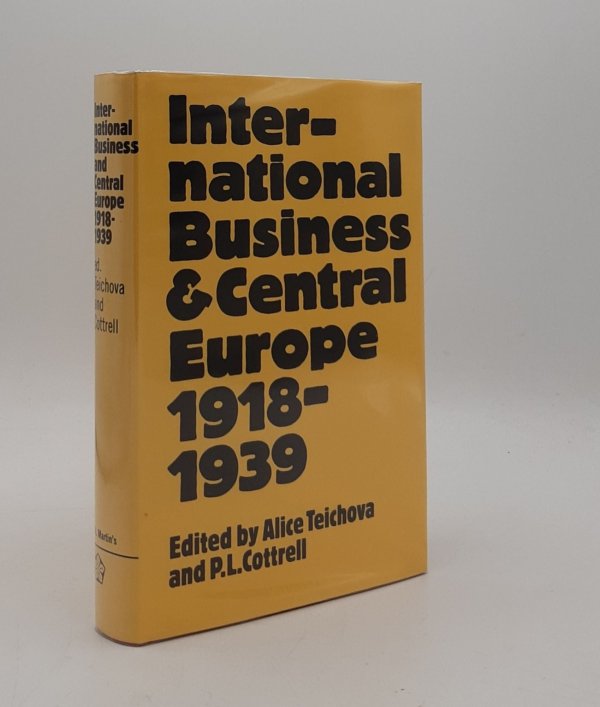 Inter-
national
Business
& Central
Europe
1918-
1939
Edited by Alice Teichova
and P.L.Cottrell
Inter-
national
Business
and
Central
Europe
1918-
1939
ed.
Teichova
and
Cottrell
Martin's